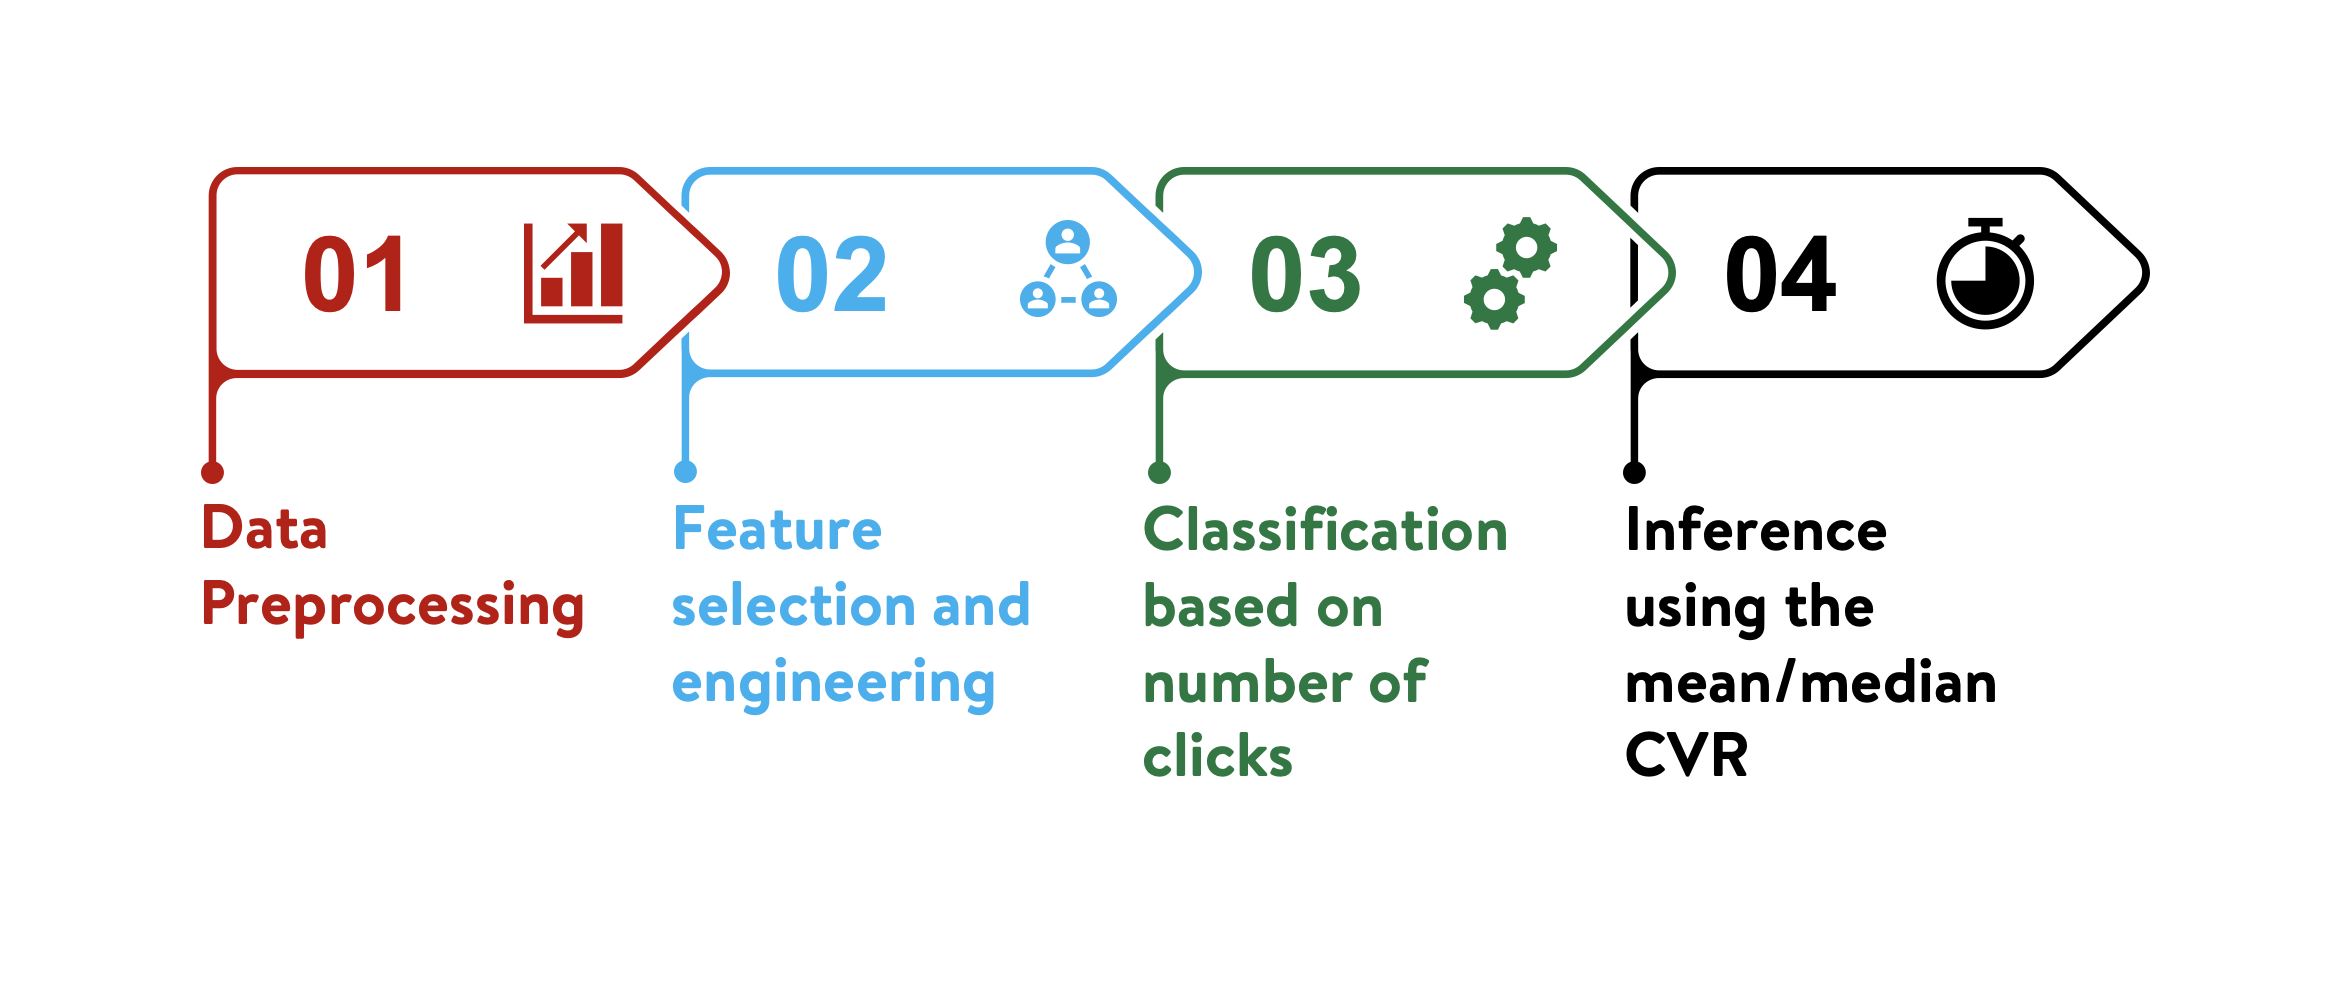 01
02
03
04
Data
Preprocessing
Feature
selection and
engineering
Classification
based on
number of
clicks
Inference
using the
mean/median
CVR